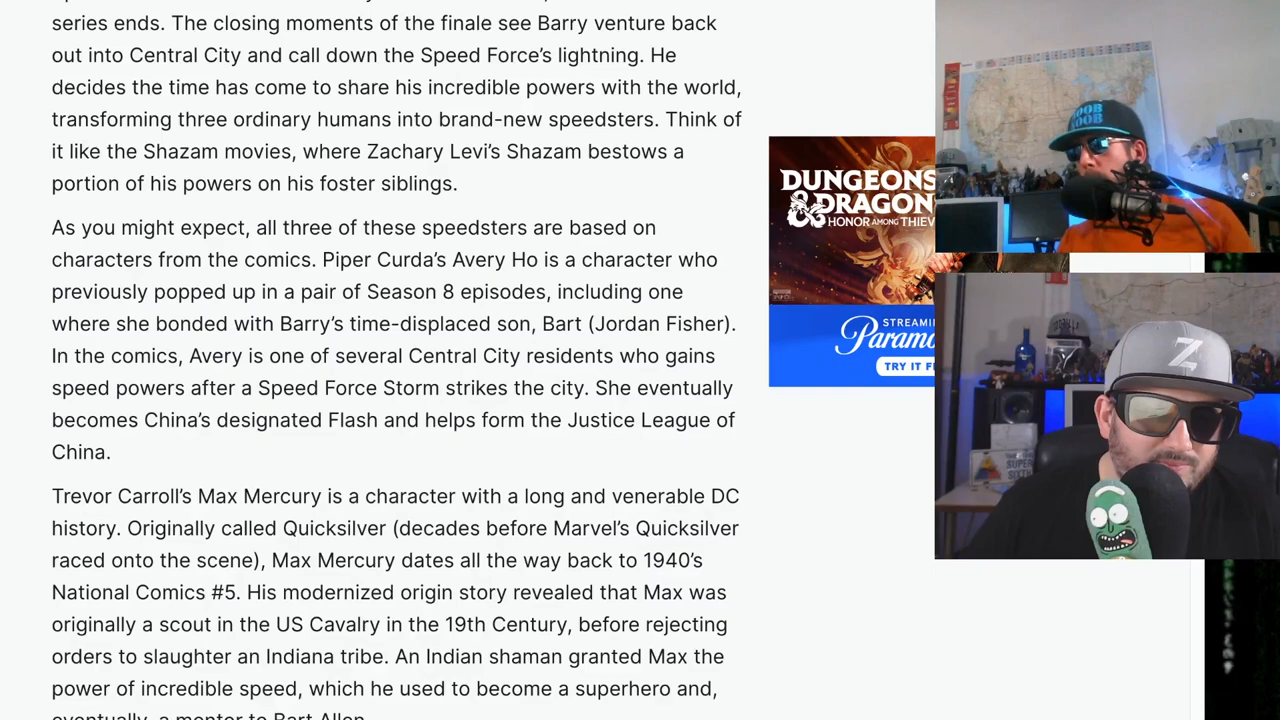 series ends. The closing moments of the finale see Barry venture back
out into Central City and call down the Speed Force’s lightning. He
decides the time has come to share his incredible powers with the world,
transforming three ordinary humans into brand-new speedsters. Think of
it like the Shazam movies, where Zachary Levi’s Shazam bestows a
portion of his powers on his foster siblings.
As you might expect, all three of these speedsters are based on
characters from the comics. Piper Curda’s Avery Ho is a character who
previously popped up in a pair of Season 8 episodes, including one
where she bonded with Barry’s time-displaced son, Bart (Jordan Fisher).
In the comics, Avery is one of several Central City residents who gains
speed powers after a Speed Force Storm strikes the city. She eventually
becomes China’s designated Flash and helps form the Justice League of
China.
Trevor Carroll’s Max Mercury is a character with a long and venerable DC
history. Originally called Quicksilver (decades before Marvel’s Quicksilver
raced onto the scene), Max Mercury dates all the way back to 1940’s
National Comics #5. His modernized origin story revealed that Max was
originally a scout in the US Cavalry in the 19th Century, before rejecting
orders to slaughter an Indiana tribe. An Indian shaman granted Max the
power of incredible speed, which he used to become a superhero and,
eventually, a mentor to Bart Allen.
DUNGEONS
& DRAGON
HONOR AMONG THIEV
STREAMI
Paramo
TRY IT F
NOOB
NOOB
Z
SUPER
SIXTH